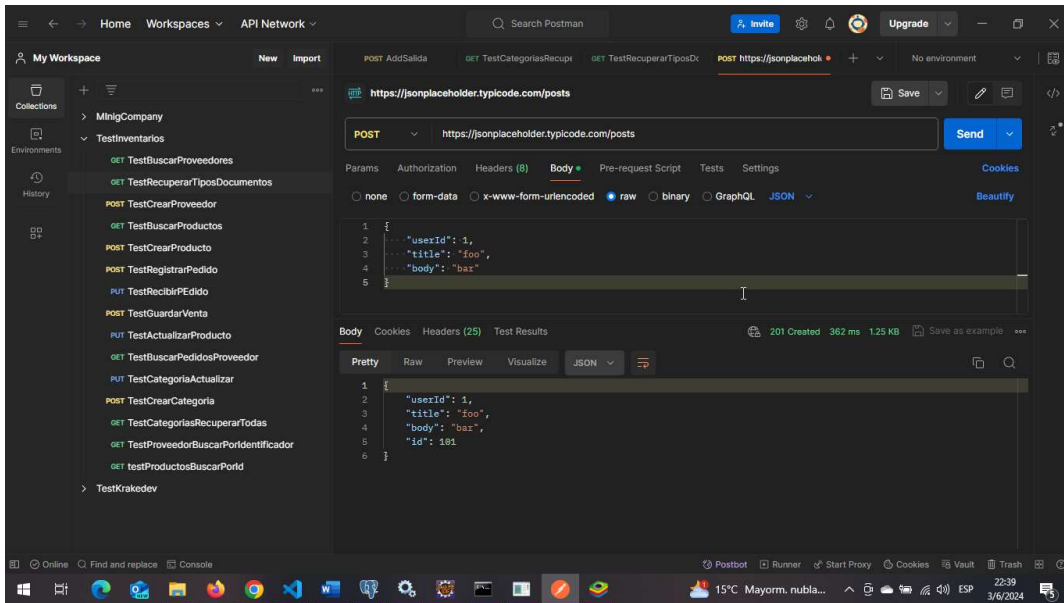 Home Workspaces API Network Search Postman Invite Upgrade
My Workspace New Import POST AddSalida GET TestCategoriasRecupe GET TestRecuperarTiposDo POST https://jsonplacehol No environment
Collections
Environments
History
MInigCompany
TestInventarios
GET TestBuscarProveedores
GET TestRecuperarTiposDocumentos
POST TestCrearProveedor
GET TestBuscarProductos
POST TestCrearProducto
POST TestRegistrarPedido
PUT TestRecibirPEdido
POST TestGuardarVenta
PUT TestActualizarProducto
GET TestBuscarPedidosProveedor
PUT TestCategoriaActualizar
POST TestCrearCategoria
GET TestCategoriasRecuperarTodas
GET TestProveedorBuscarPorIdentificador
GET testProductosBuscarPorId
TestKrakedev
HTTP https://jsonplaceholder.typicode.com/posts Save
POST https://jsonplaceholder.typicode.com/posts Send
Params Authorization Headers (8) Body Pre-request Script Tests Settings Cookies
none form-data x-www-form-urlencoded raw binary GraphQL JSON Beautify
1 {
2 "userId": 1,
3 "title": "foo",
4 "body": "bar"
5 }
Body Cookies Headers (25) Test Results 201 Created 362 ms 1.25 KB Save as example
Pretty Raw Preview Visualize JSON
1 {
2 "userId": 1,
3 "title": "foo",
4 "body": "bar",
5 "id": 101
6 }
Online Find and replace Console Postbot Runner Start Proxy Cookies Vault Trash
15°C Mayorm. nubla... ESP 22:39
3/6/2024